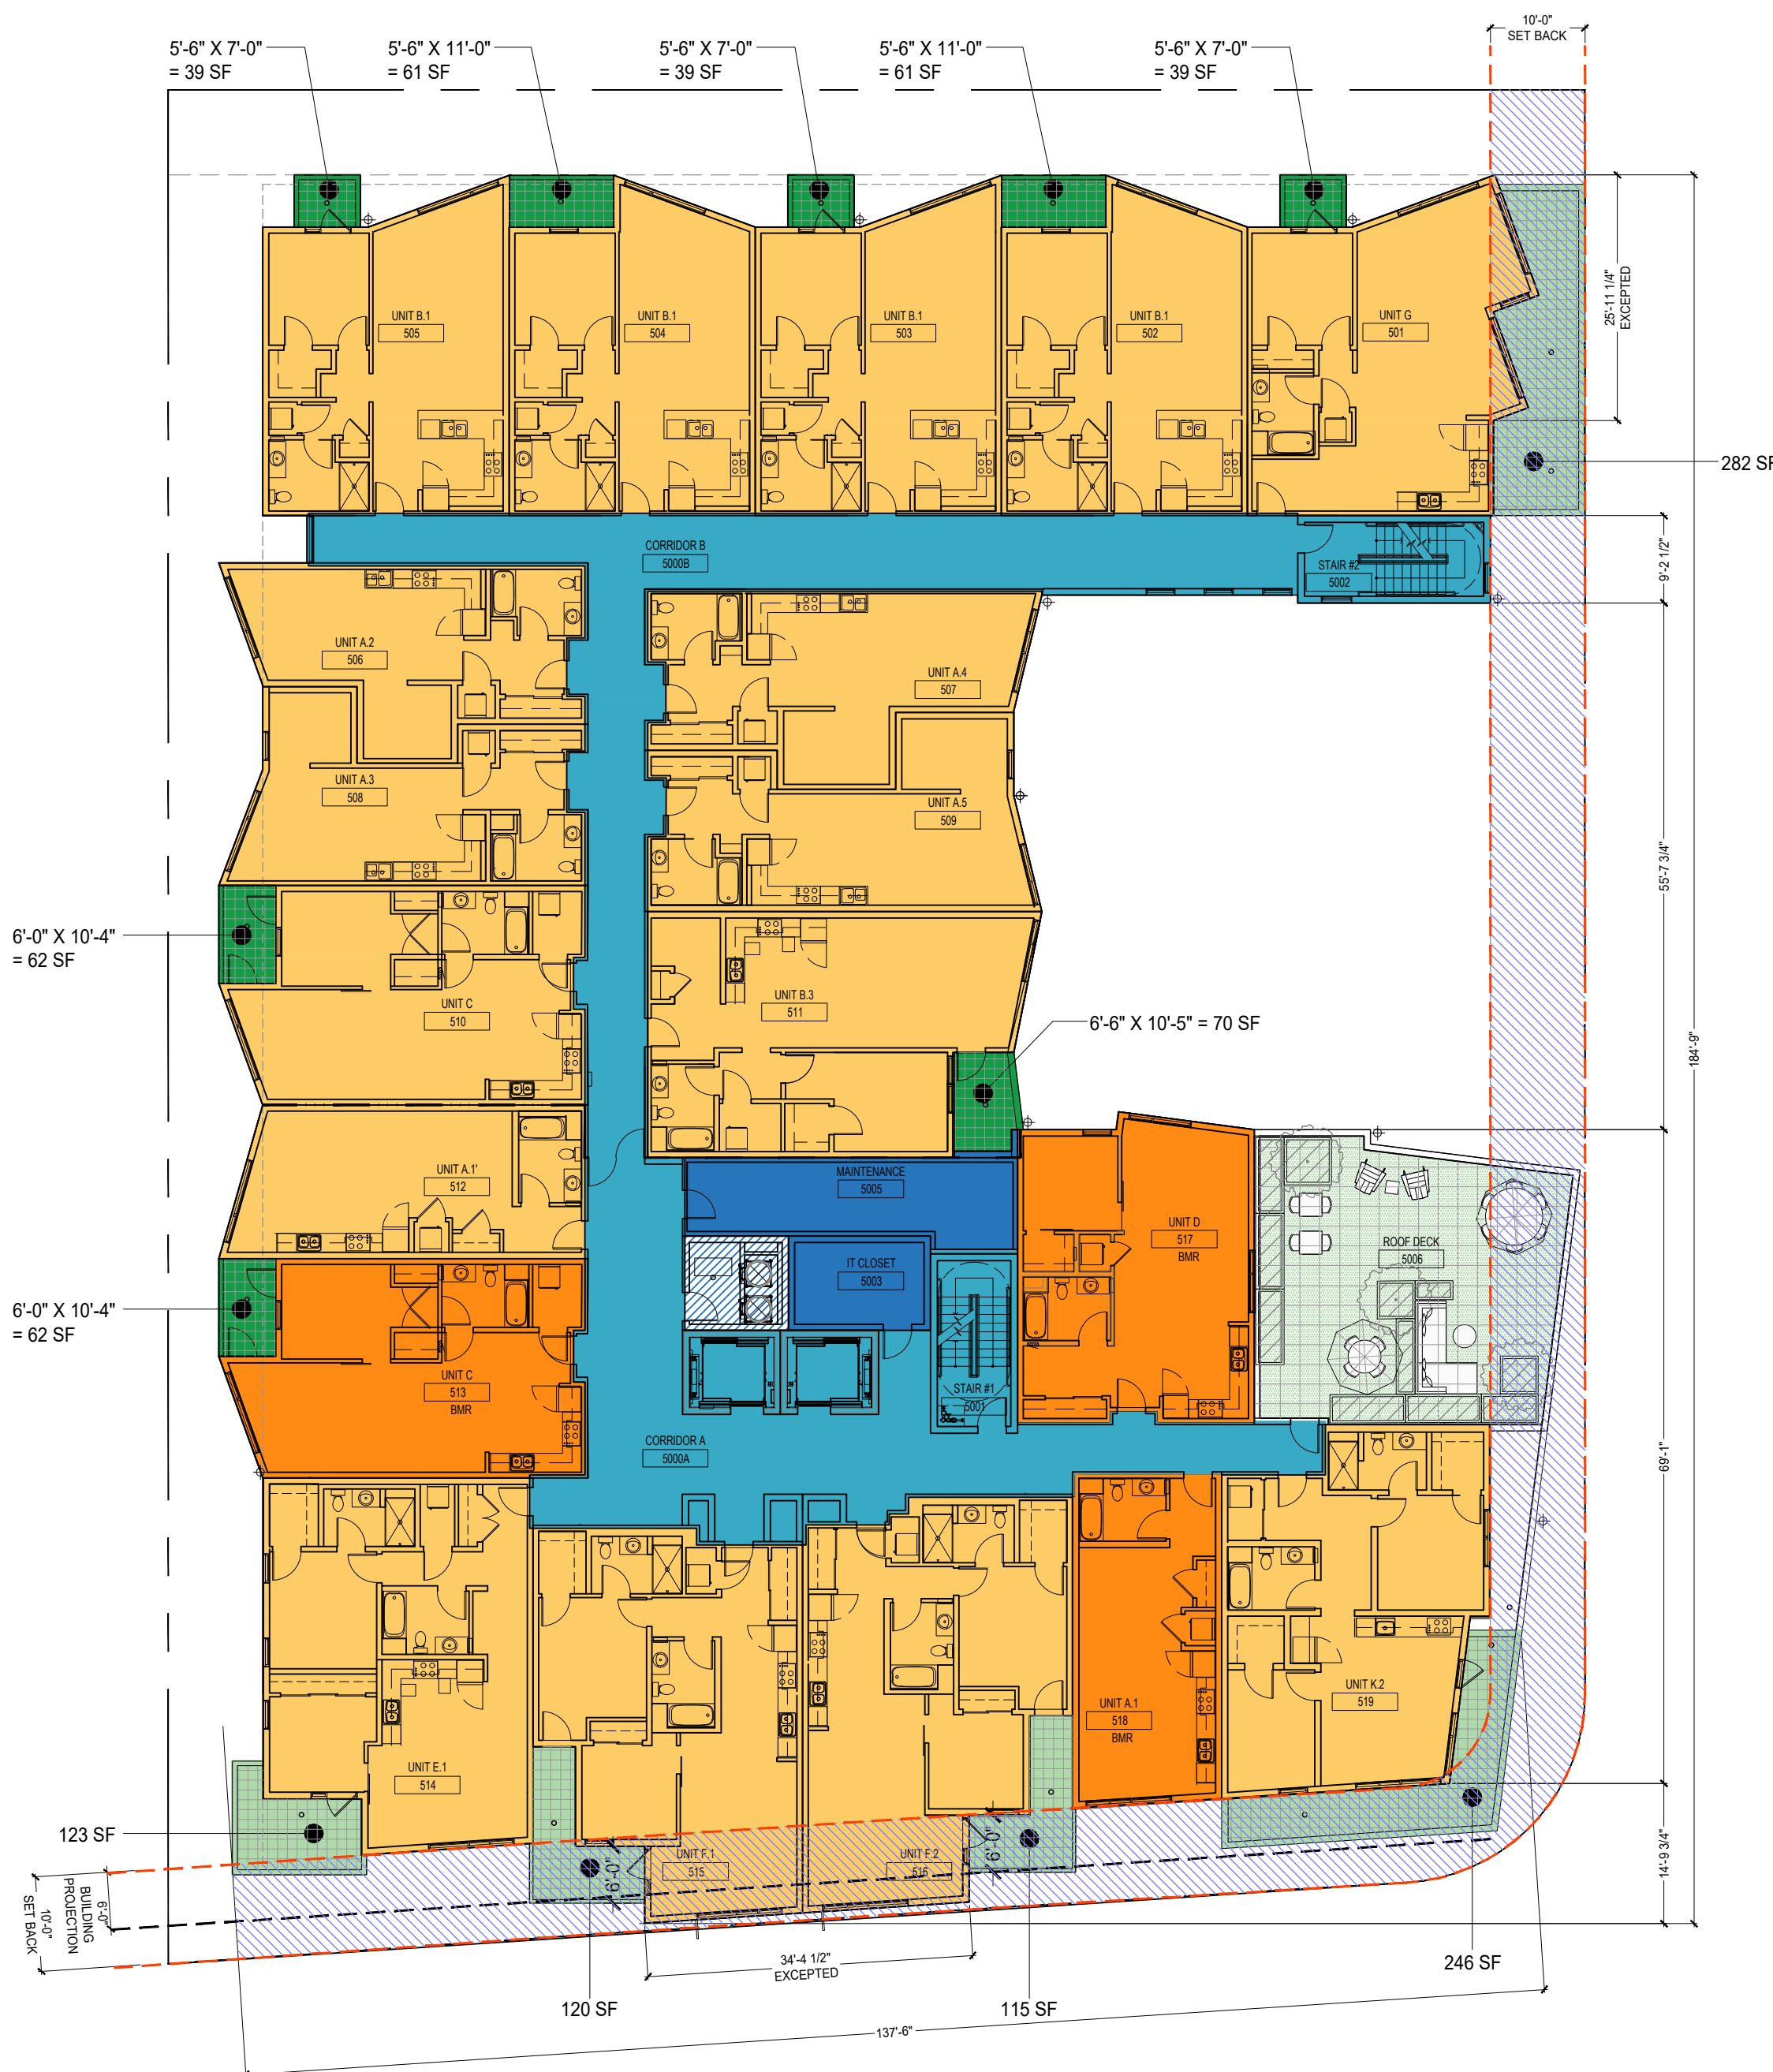 10'-0"
SET BACK
5'-6" X 7'-0"
= 39 SF
5'-6" X 11'-0"
= 61 SF
5'-6" X 7'-0"
= 39 SF
5'-6" X 11'-0"
= 61 SF
5'-6" X 7'-0"
= 39 SF
25'-11 1/4"
EXCEPTED
UNIT B.1
505
UNIT B.1
504
UNIT B.1
503
UNIT B.1
502
UNIT G
501
282 SF
CORRIDOR B
5000B
STAIR #2
5002
9'-2 1/2"
UNIT A.2
506
UNIT A.4
507
UNIT A.3
508
UNIT A.5
509
55'-7 3/4"
6'-0" X 10'-4"
= 62 SF
UNIT C
510
UNIT B.3
511
6'-6" X 10'-5" = 70 SF
184'-9"
UNIT A.1'
512
MAINTENANCE
5005
UNIT D
517
BMR
ROOF DECK
5006
IT CLOSET
5003
6'-0" X 10'-4"
= 62 SF
UNIT C
513
BMR
STAIR #1
5001
CORRIDOR A
5000A
69'-1"
UNIT E.1
514
UNIT F.1
515
UNIT F.2
516
UNIT A.1
518
BMR
UNIT K.2
519
6'-0"
6'-0"
123 SF
14'-9 3/4"
6'-0"
BUILDING
PROJECTION
10'-0"
SET BACK
34'-4 1/2"
EXCEPTED
246 SF
120 SF
115 SF
137'-6"